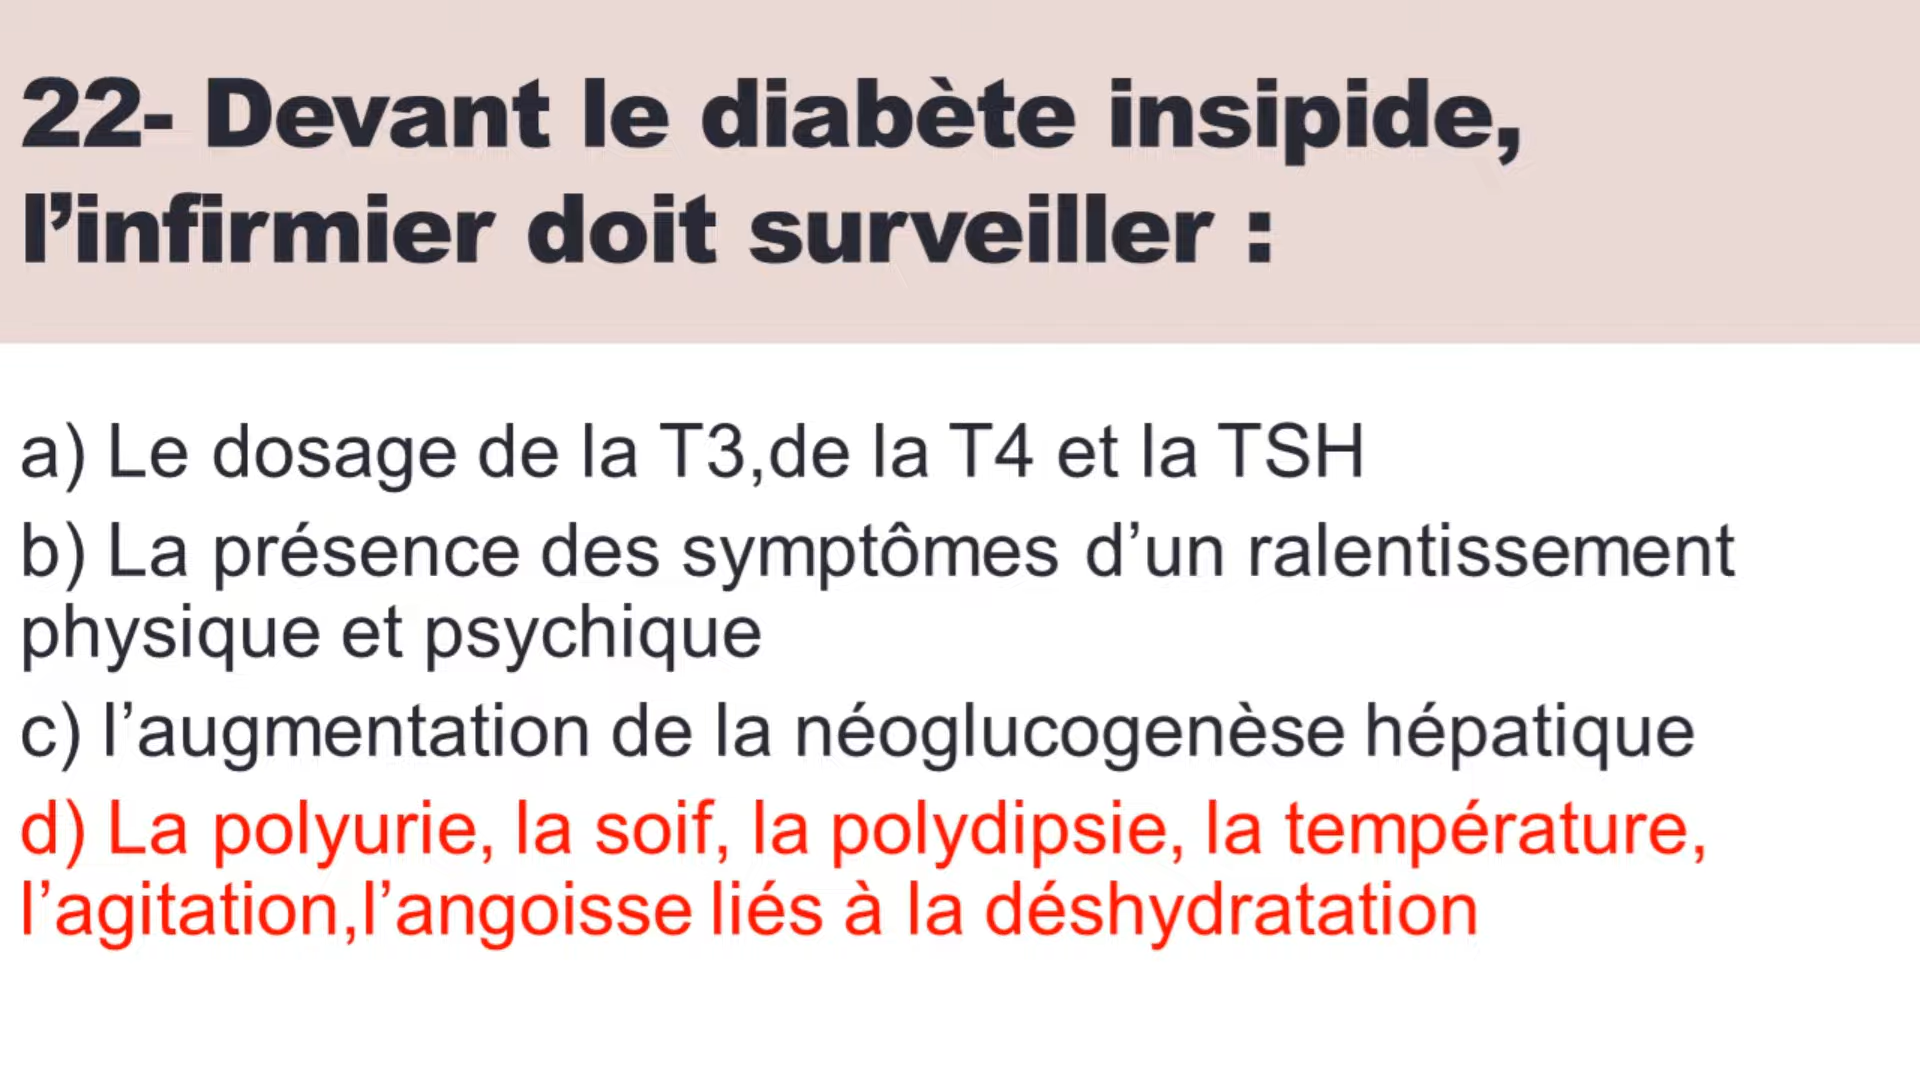 22- Devant le diabète insipide,
l’infirmier doit surveiller :
a) Le dosage de la T3,de la T4 et la TSH
b) La présence des symptômes d’un ralentissement
physique et psychique
c) l’augmentation de la néoglucogenèse hépatique
d) La polyurie, la soif, la polydipsie, la température,
l’agitation,l’angoisse liés à la déshydratation